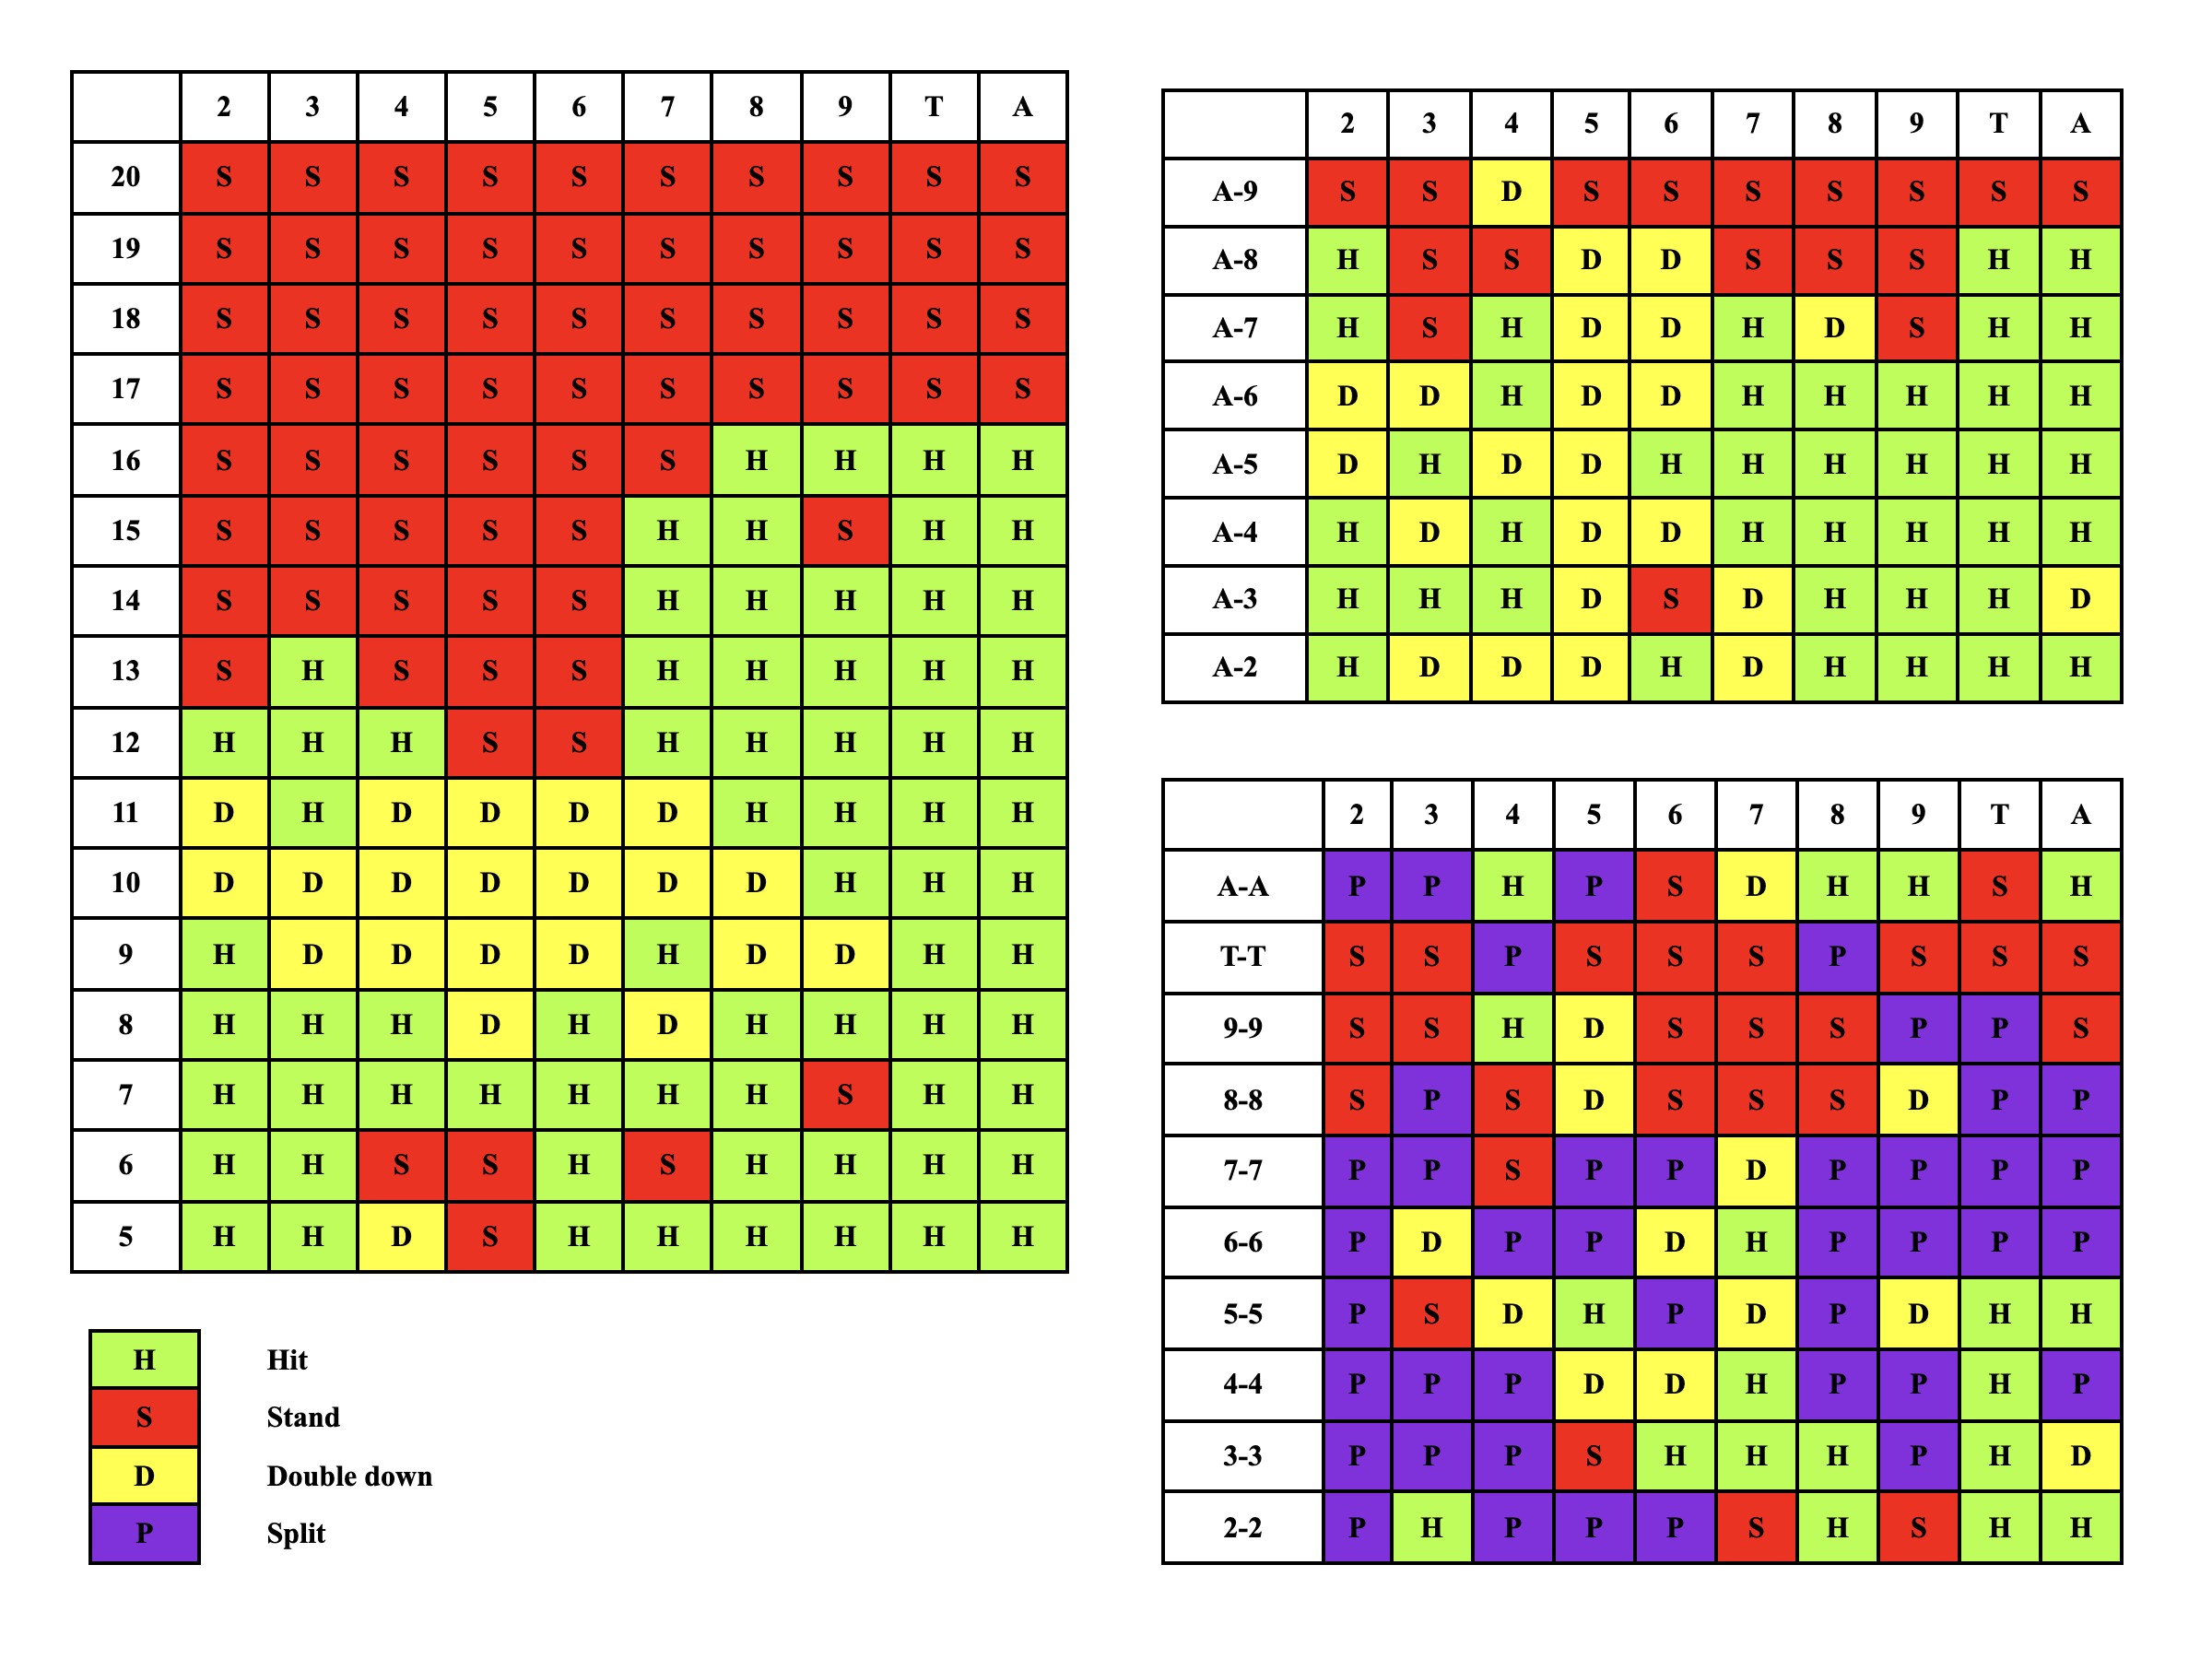 2 3 4 5 6 7 8 9 T A
20 S S S S S S S S S S
19 S S S S S S S S S S
18 S S S S S S S S S S
17 S S S S S S S S S S
16 S S S S S S H H H H
15 S S S S S H H S H H
14 S S S S S H H H H H
13 S H S S S H H H H H
12 H H H S S H H H H H
11 D H D D D D H H H H
10 D D D D D D D H H H
9 H D D D D H D D H H
8 H H H D H D H H H H
7 H H H H H H H S H H
6 H H S S H S H H H H
5 H H D S H H H H H H
H Hit
S Stand
D Double down
P Split
2 3 4 5 6 7 8 9 T A
A-9 S S D S S S S S S S
A-8 H S S D D S S S H H
A-7 H S H D D H D S H H
A-6 D D H D D H H H H H
A-5 D H D D H H H H H H
A-4 H D H D D H H H H H
A-3 H H H D S D H H H D
A-2 H D D D H D H H H H
2 3 4 5 6 7 8 9 T A
A-A P P H P S D H H S H
T-T S S P S S S P S S S
9-9 S S H D S S S P P S
8-8 S P S D S S S D P P
7-7 P P S P P D P P P P
6-6 P D P P D H P P P P
5-5 P S D H P D P D H H
4-4 P P P D D H P P H P
3-3 P P P S H H H P H D
2-2 P H P P P S H S H H